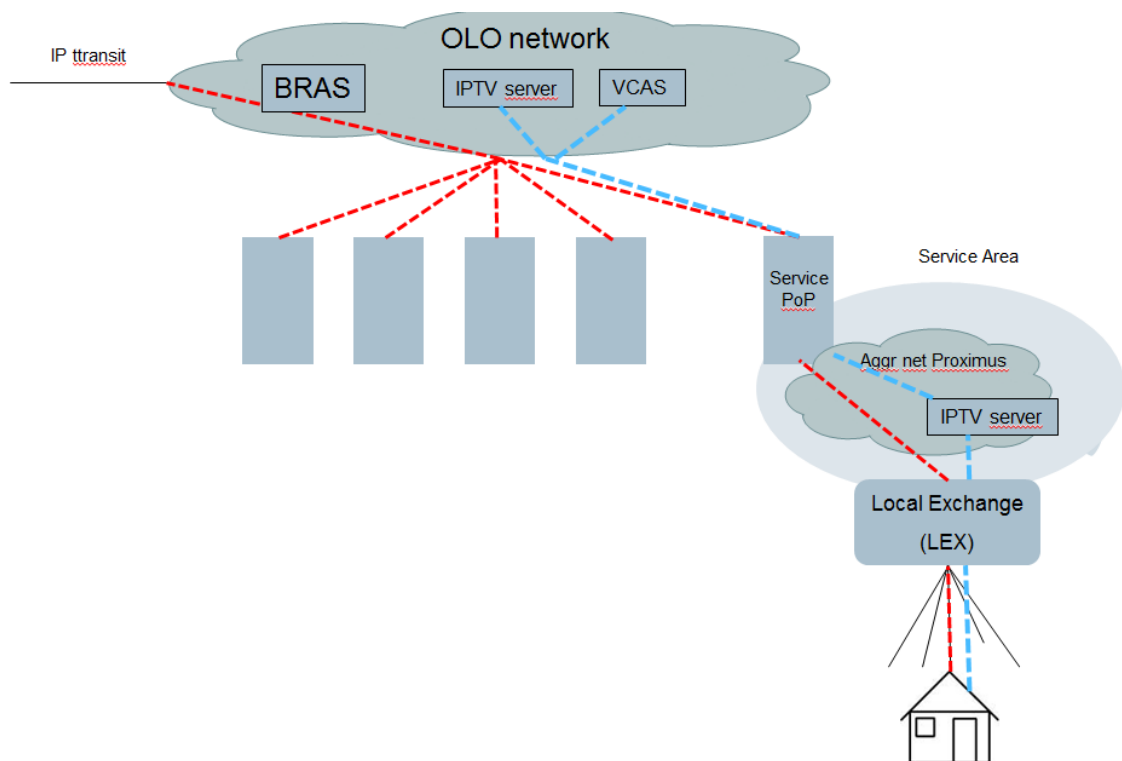 OLO network
IP ttransit
BRAS
IPTV server
VCAS
Service Area
Service
PoP
Aggr net Proximus
IPTV server
Local Exchange
(LEX)